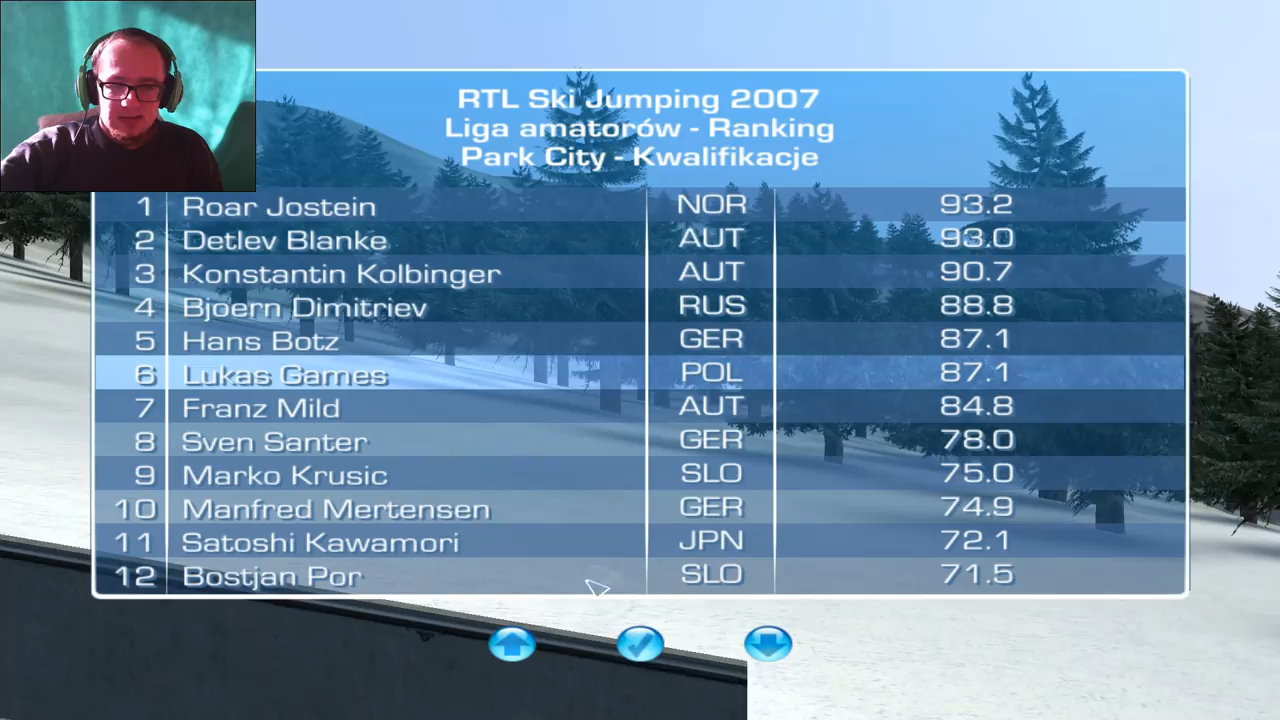 RTL Ski Jumping 2007
Liga amatorów - Ranking
Park City - Kwalifikacje
1 Roar Jostein NOR 93.2
2 Detlev Blanke AUT 93.0
3 Konstantin Kolbinger AUT 90.7
4 Bjoern Dimitriev RUS 88.8
5 Hans Botz GER 87.1
6 Lukas Games POL 87.1
7 Franz Mild AUT 84.8
8 Sven Santer GER 78.0
9 Marko Krusic SLO 75.0
10 Manfred Mertensen GER 74.9
11 Satoshi Kawamori JPN 72.1
12 Bostjan Por SLO 71.5